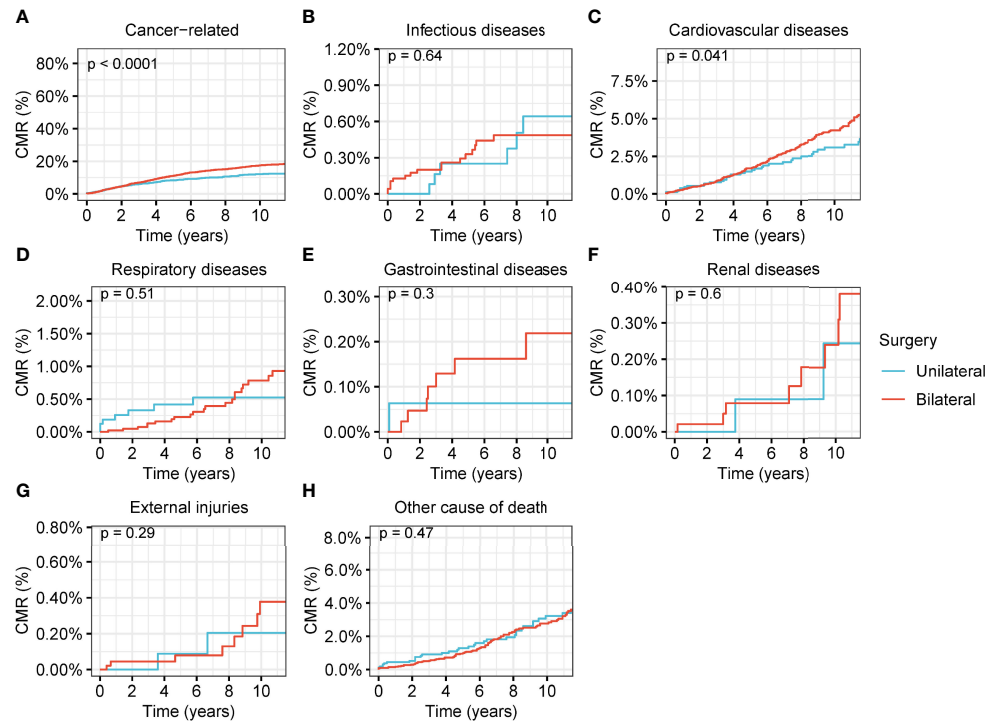 A
Cancer−related
CMR (%)
80%
60%
40%
20%
0%
p < 0.0001
0 2 4 6 8 10
Time (years)
B
Infectious diseases
CMR (%)
1.20%
0.90%
0.60%
0.30%
0.00%
p = 0.64
0 2 4 6 8 10
Time (years)
C
Cardiovascular diseases
CMR (%)
7.5%
5.0%
2.5%
0.0%
p = 0.041
0 2 4 6 8 10
Time (years)
D
Respiratory diseases
CMR (%)
2.00%
1.50%
1.00%
0.50%
0.00%
p = 0.51
0 2 4 6 8 10
Time (years)
E
Gastrointestinal diseases
CMR (%)
0.30%
0.20%
0.10%
0.00%
p = 0.3
0 2 4 6 8 10
Time (years)
F
Renal diseases
CMR (%)
0.40%
0.30%
0.20%
0.10%
0.00%
p = 0.6
0 2 4 6 8 10
Time (years)
Surgery
Unilateral
Bilateral
G
External injuries
CMR (%)
0.80%
0.60%
0.40%
0.20%
0.00%
p = 0.29
0 2 4 6 8 10
Time (years)
H
Other cause of death
CMR (%)
8.0%
6.0%
4.0%
2.0%
0.0%
p = 0.47
0 2 4 6 8 10
Time (years)